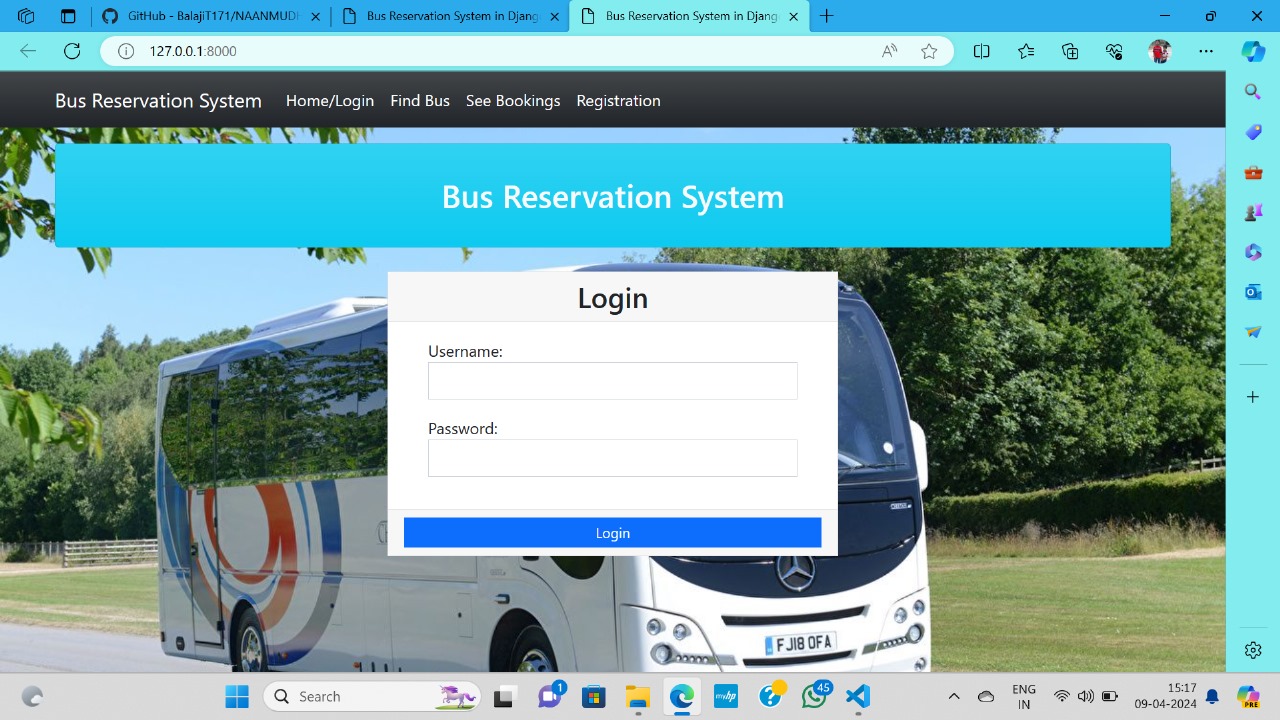 GitHub - BalajiT171/NAANMUDH
Bus Reservation System in Djang
Bus Reservation System in Djang
127.0.0.1:8000
Bus Reservation System
Home/Login
Find Bus
See Bookings
Registration
Bus Reservation System
Login
Username:
Password:
Login
FJ18 OFA
Search
1
myhp
45
ENG
IN
15:17
09-04-2024
PRE